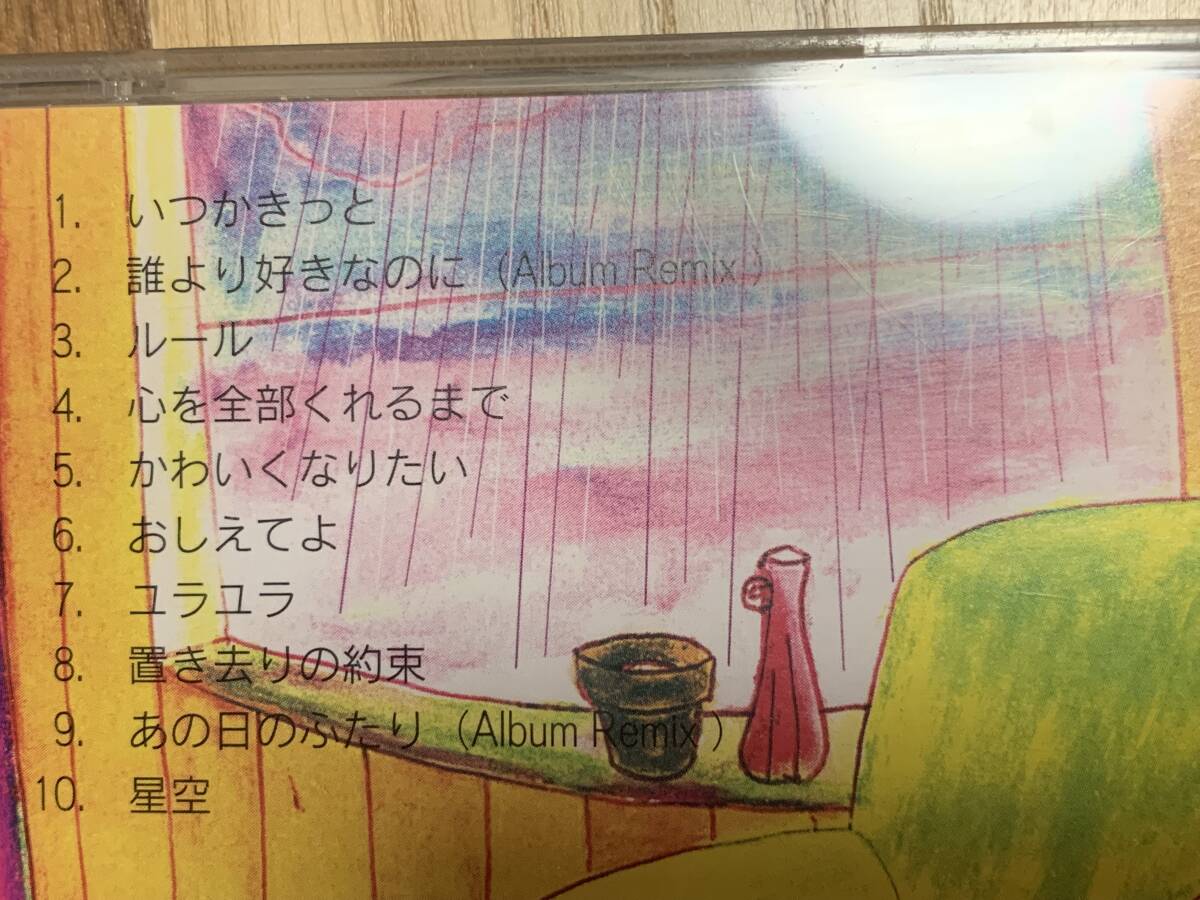 1. いつかきっと
2. 誰より好きなのに (Album Remix)
3. ルール
4. 心を全部くれるまで
5. かわいくなりたい
6. おしえてよ
7. ユラユラ
8. 置き去りの約束
9. あの日のふたり (Album Remix)
10. 星空